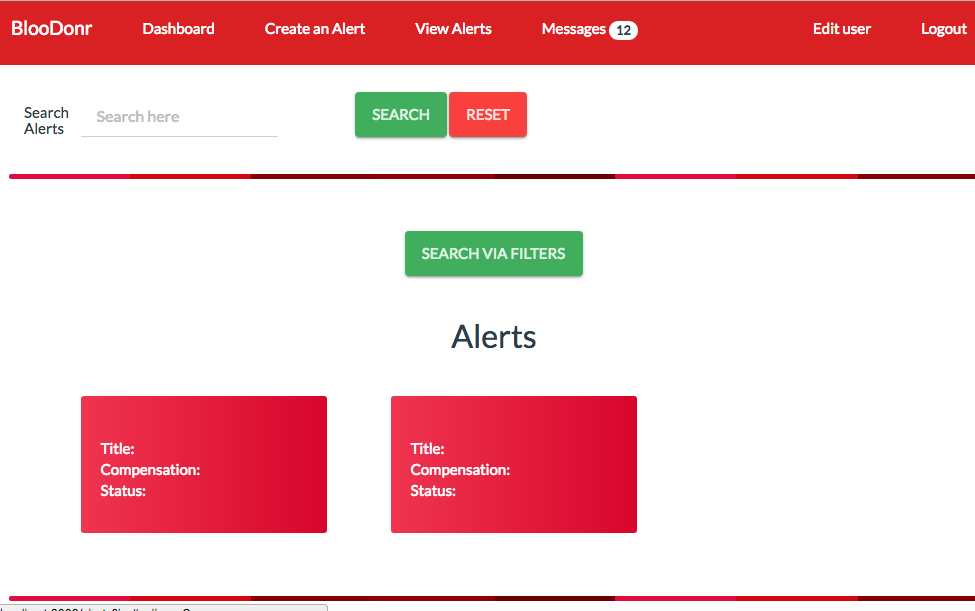 BlooDonr Dashboard Create an Alert View Alerts Messages 12 Edit user Logout
Search
Alerts
Search here
SEARCH RESET
SEARCH VIA FILTERS
Alerts
Title:
Compensation:
Status:
Title:
Compensation:
Status: